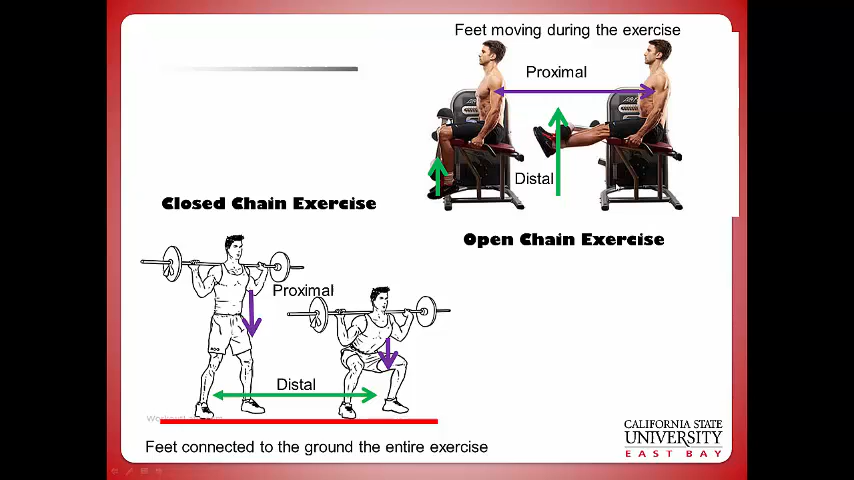 Feet moving during the exercise
Proximal
Distal
Closed Chain Exercise
Open Chain Exercise
Proximal
Distal
Feet connected to the ground the entire exercise
CALIFORNIA STATE
UNIVERSITY
EAST BAY